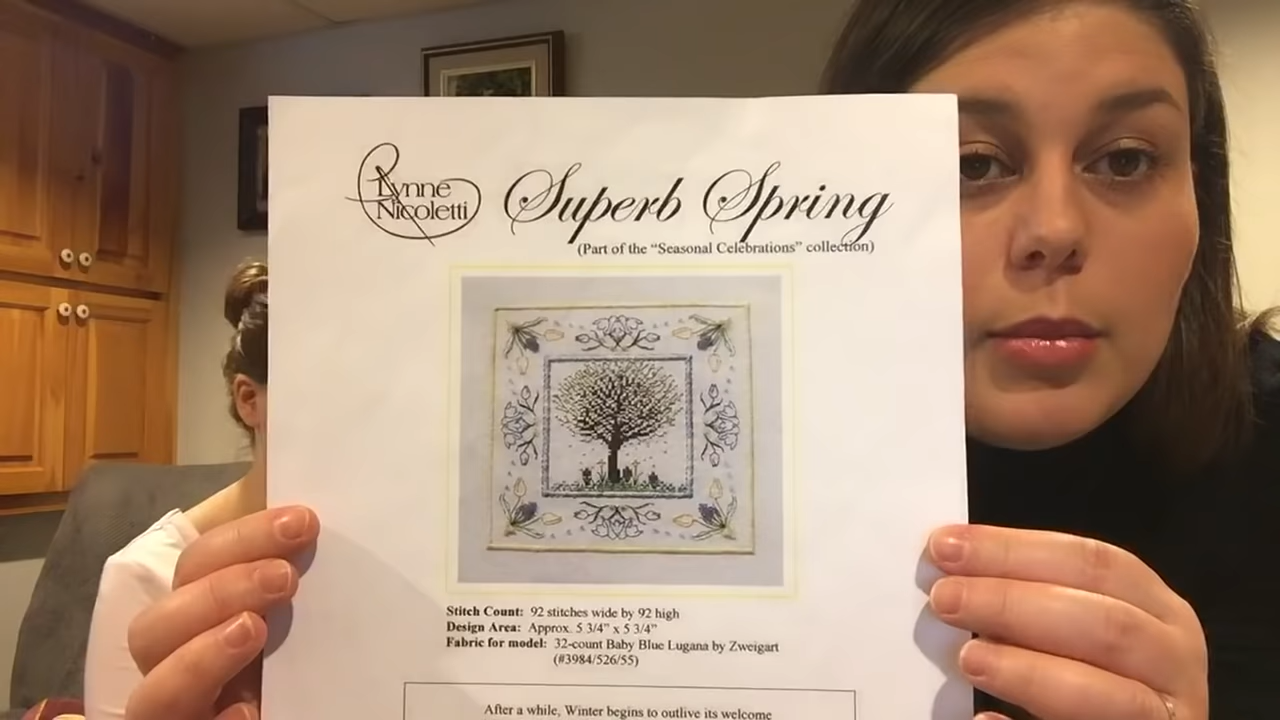 Lynne
Nicoletti
Superb Spring
(Part of the “Seasonal Celebrations” collection)
Stitch Count: 92 stitches wide by 92 high
Design Area: Approx. 5 3/4” x 5 3/4”
Fabric for model: 32-count Baby Blue Lugana by Zweigart
(#3984/526/55)
After a while, Winter begins to outlive its welcome